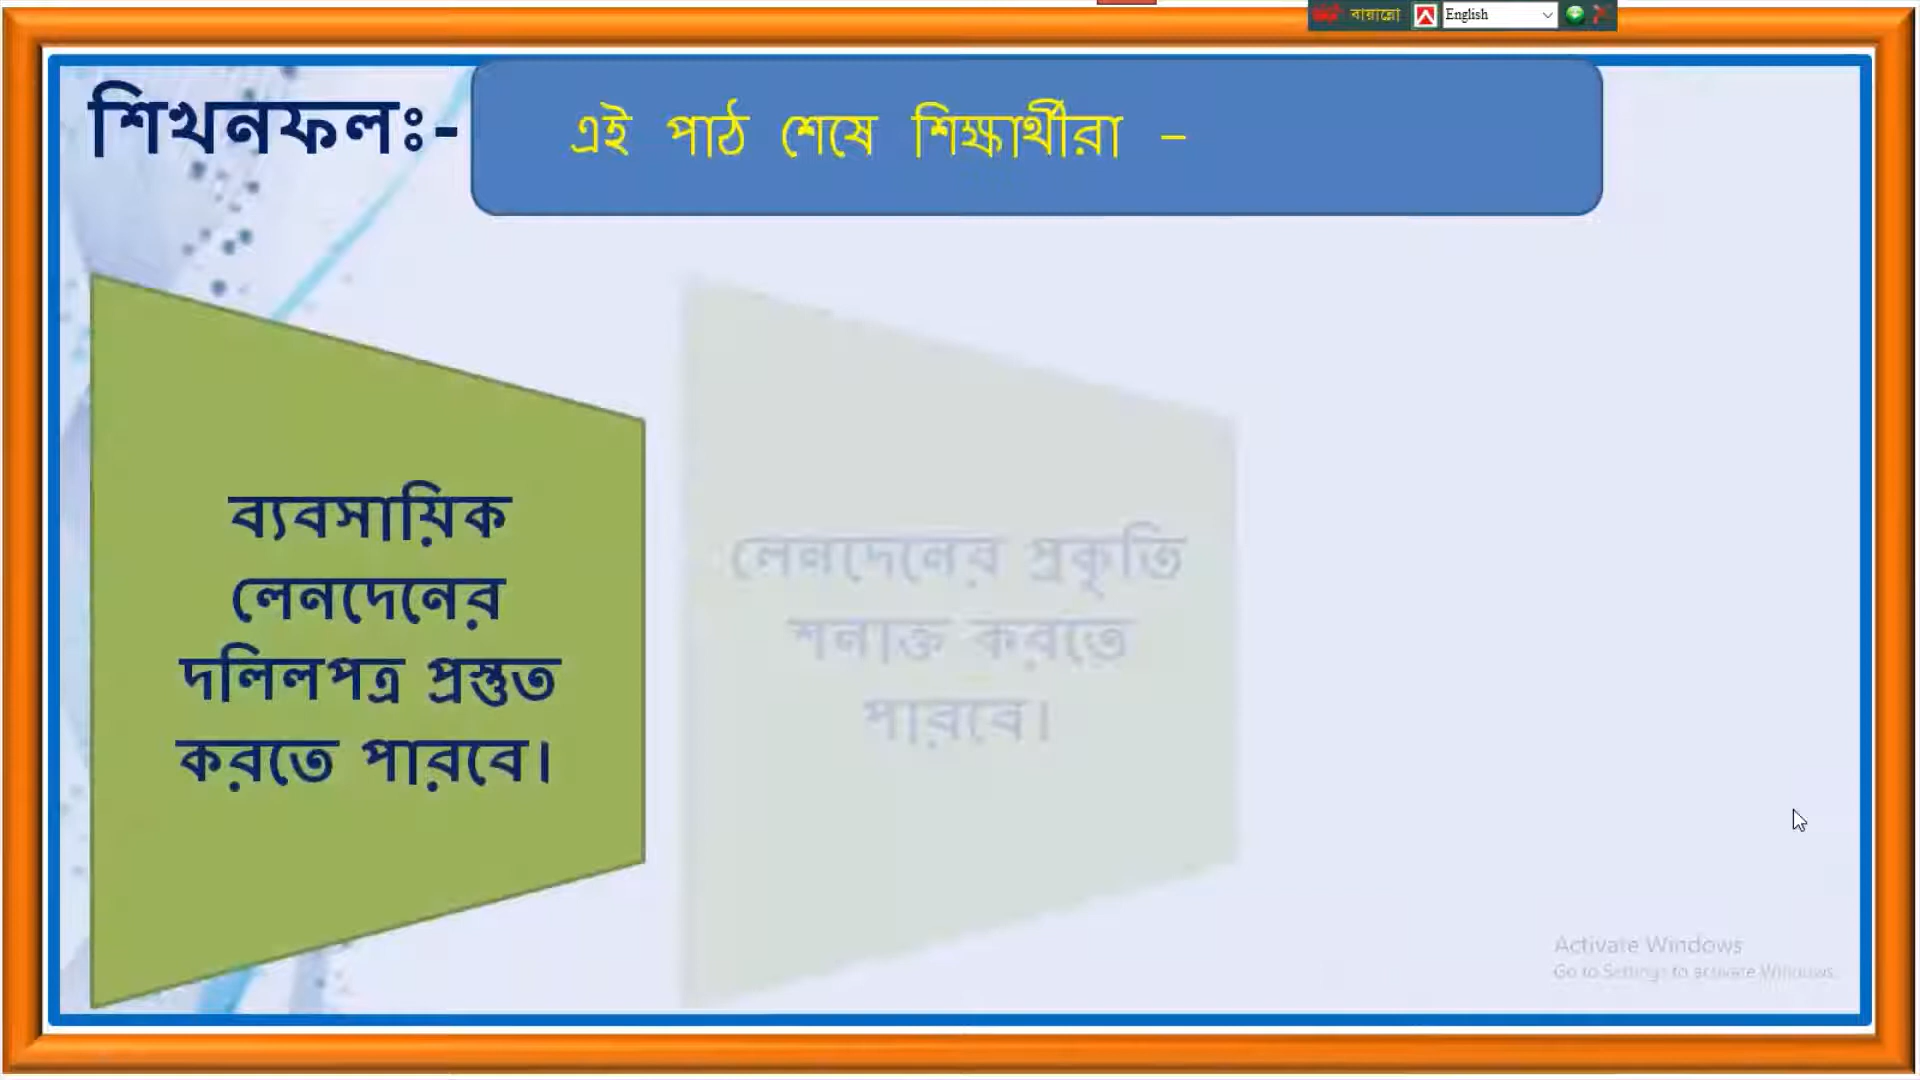 বায়ান্নো
English
শিখনফলঃ-
এই পাঠ শেষে শিক্ষার্থীরা –
ব্যবসায়িক
লেনদেনের
দলিলপত্র প্রস্তুত
করতে পারবে।
লেনদেনের প্রকৃতি
শনাক্ত করতে
পারবে।
Activate Windows
Go to Settings to activate Windows.